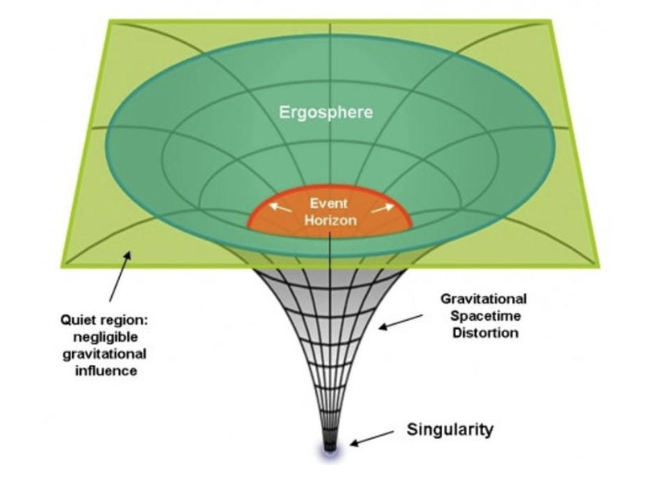 Ergosphere
Event
Horizon
Quiet region:
negligible
gravitational
influence
Gravitational
Spacetime
Distortion
Singularity